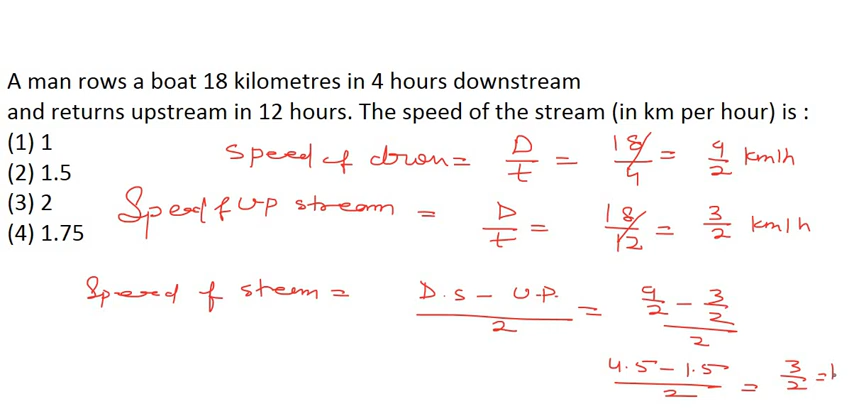 A man rows a boat 18 kilometres in 4 hours downstream
and returns upstream in 12 hours. The speed of the stream (in km per hour) is :
(1) 1
(2) 1.5
(3) 2
(4) 1.75
Speed of down = D/t = 18/4 = 9/2 km/h
Speed of UP stream = D/t = 18/12 = 3/2 km/h
Speed of steem = D.S - U.P. / 2 = 9/2 - 3/2 / 2
4.5 - 1.5 / 2 = 3/2 =